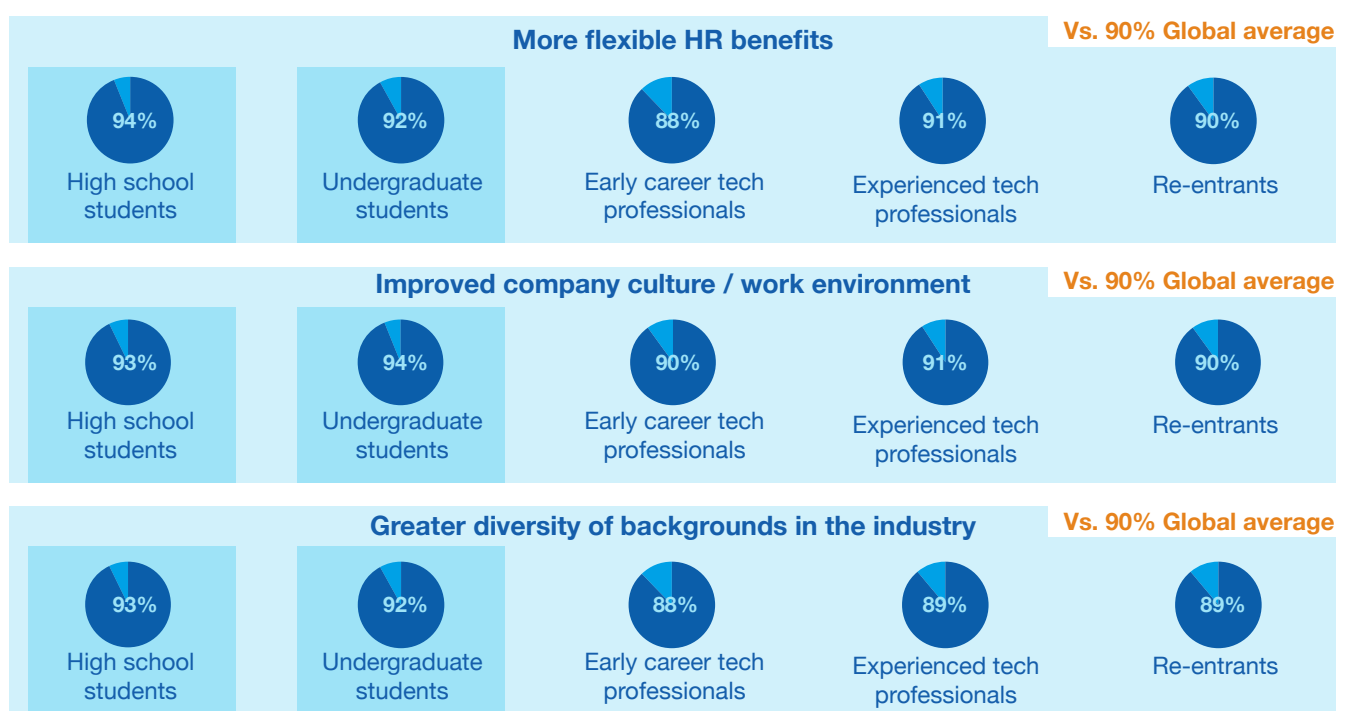 More flexible HR benefits
Vs. 90% Global average
94%
High school
students
92%
Undergraduate
students
88%
Early career tech
professionals
91%
Experienced tech
professionals
90%
Re-entrants
Improved company culture / work environment
Vs. 90% Global average
93%
High school
students
94%
Undergraduate
students
90%
Early career tech
professionals
91%
Experienced tech
professionals
90%
Re-entrants
Greater diversity of backgrounds in the industry
Vs. 90% Global average
93%
High school
students
92%
Undergraduate
students
88%
Early career tech
professionals
89%
Experienced tech
professionals
89%
Re-entrants